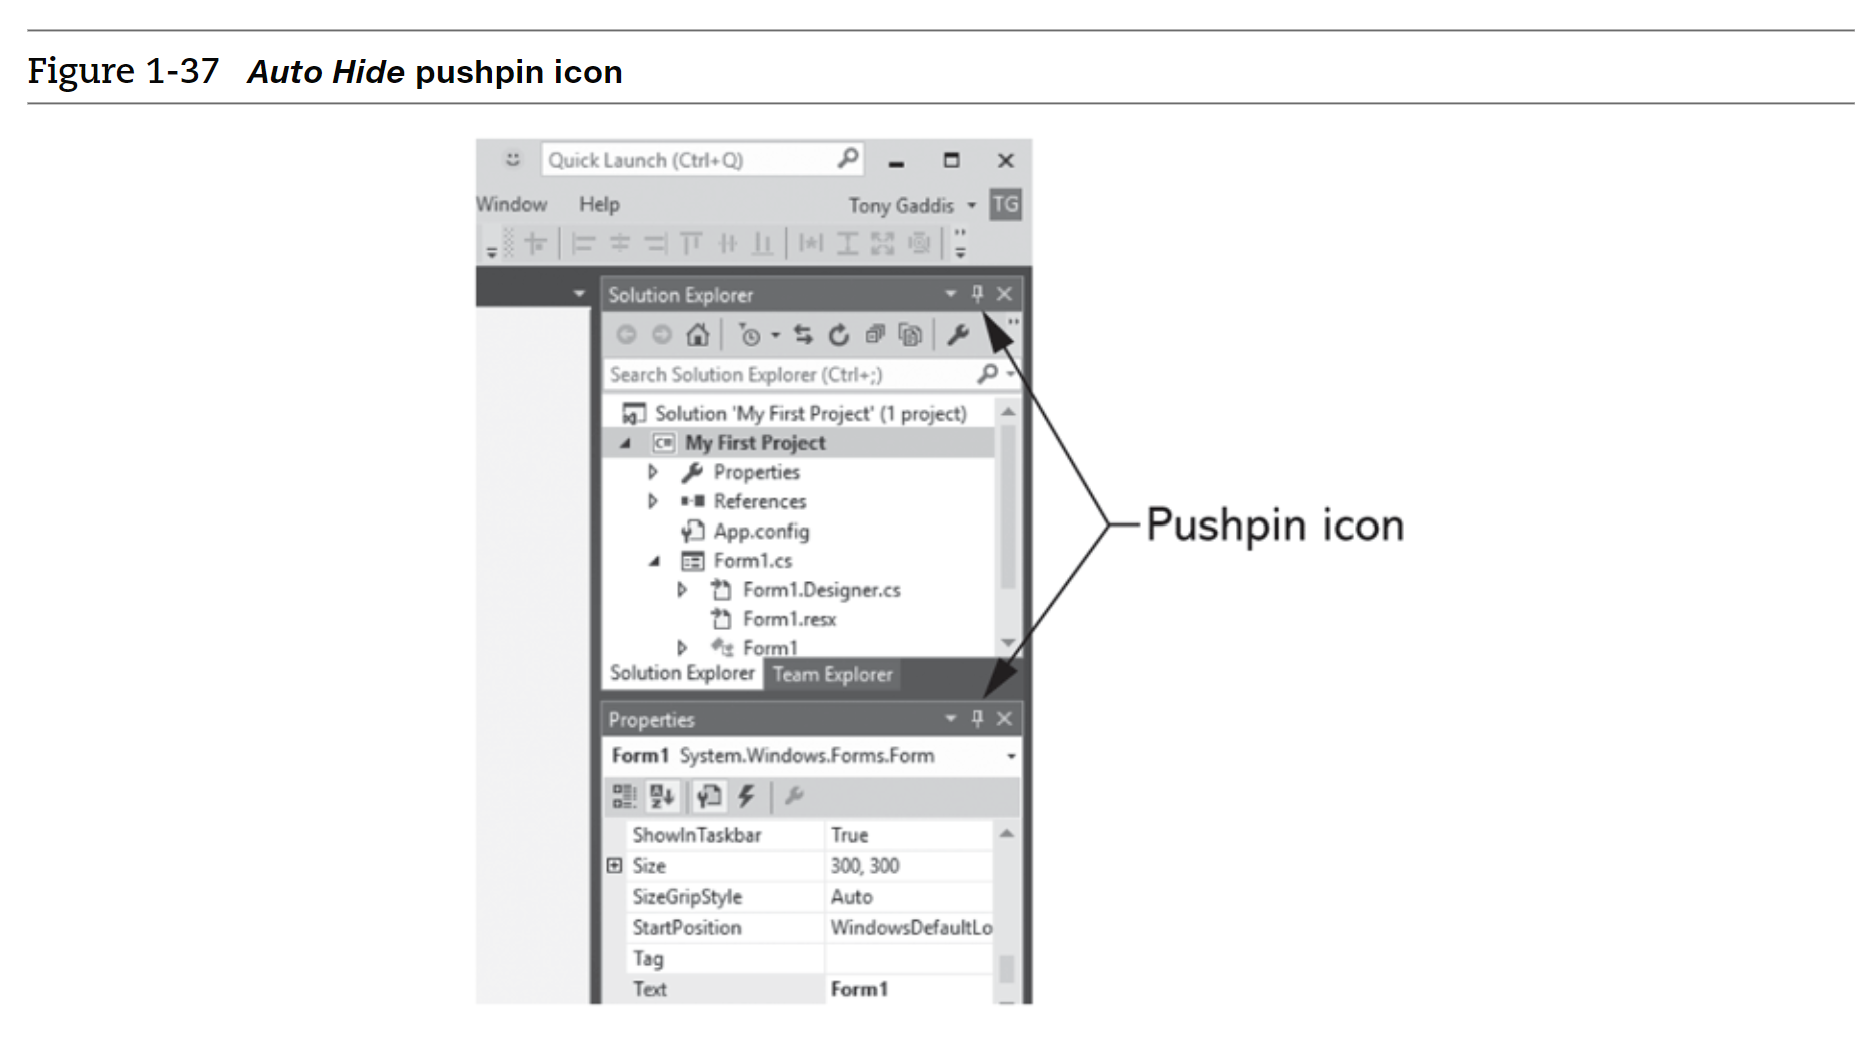 Figure 1-37 Auto Hide pushpin icon
Quick Launch (Ctrl+Q)
Window Help Tony Gaddis TG
Solution Explorer
Search Solution Explorer (Ctrl+;)
Solution 'My First Project' (1 project)
C# My First Project
Properties
References
App.config
Form1.cs
Form1.Designer.cs
Form1.resx
Form1
Solution Explorer Team Explorer
Pushpin icon
Properties
Form1 System.Windows.Forms.Form
ShowInTaskbar True
Size 300, 300
SizeGripStyle Auto
StartPosition WindowsDefaultLo
Tag
Text Form1